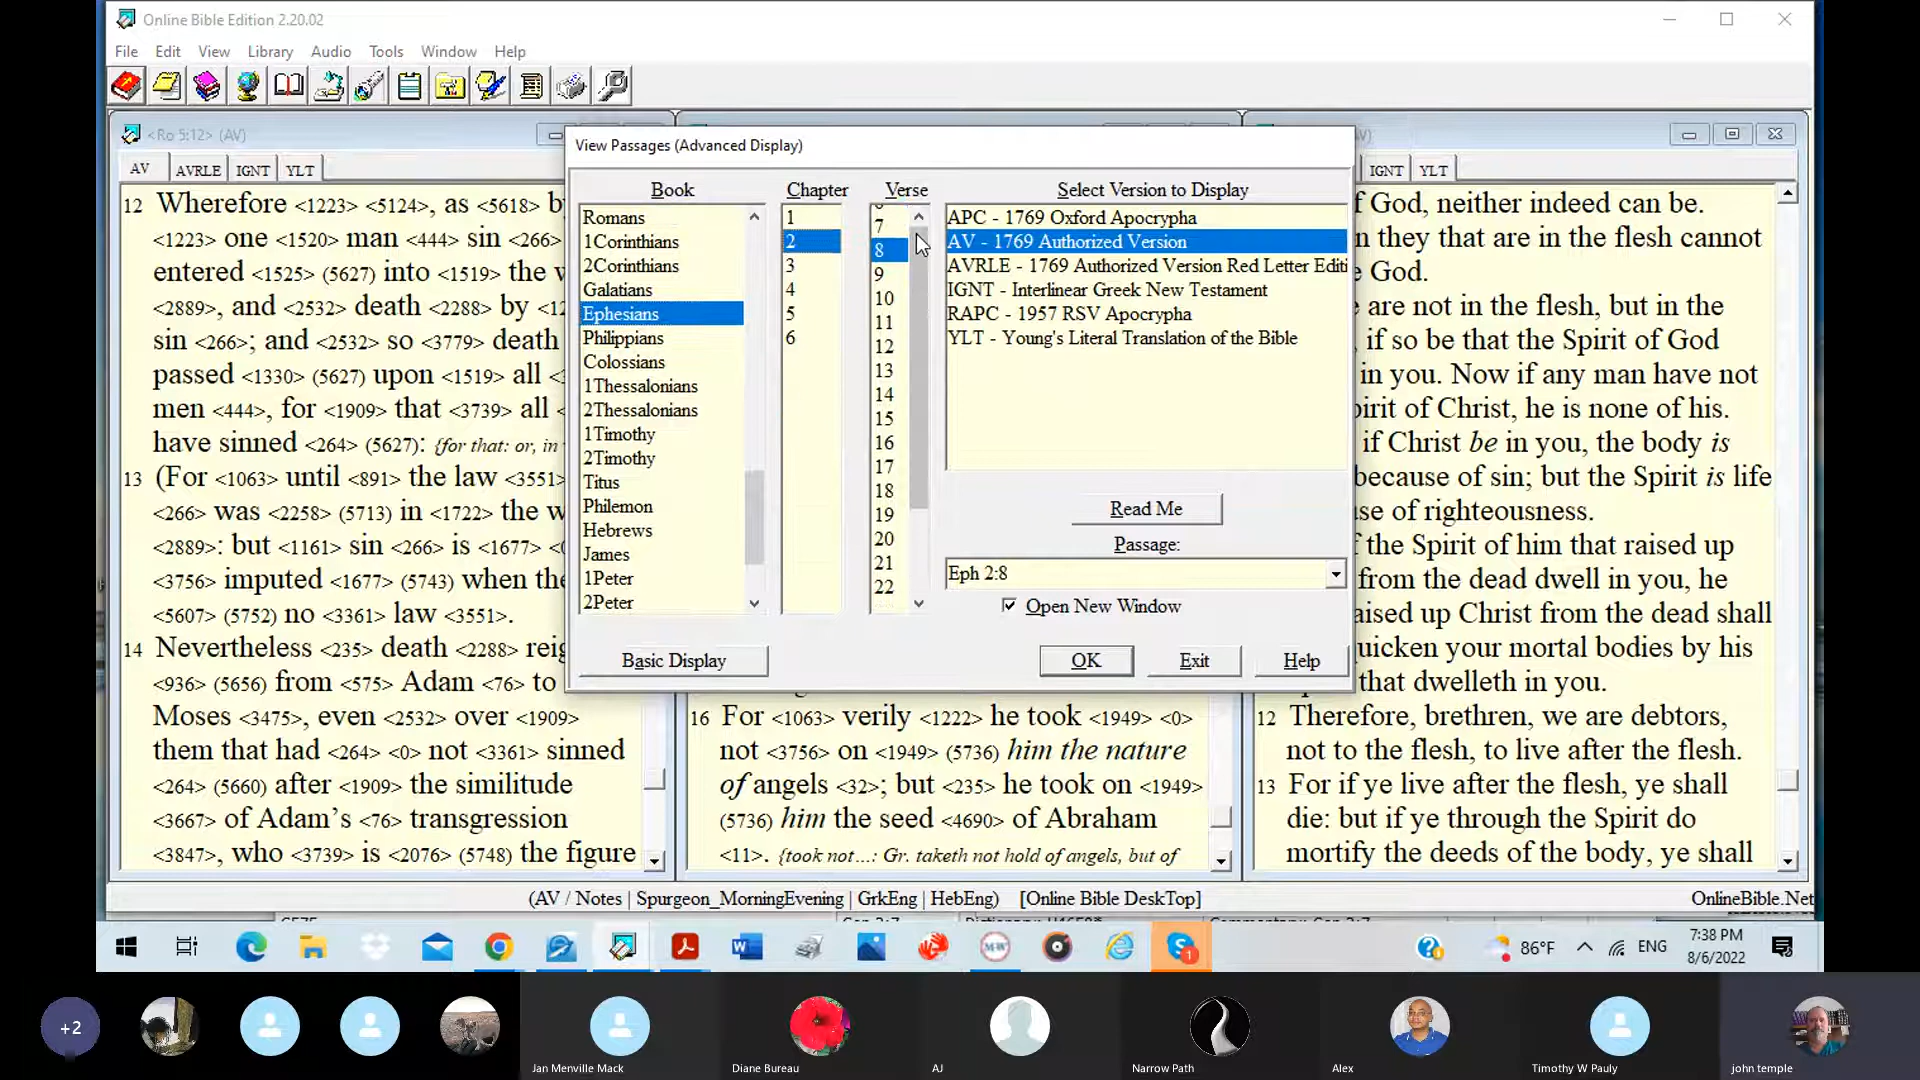 Online Bible Edition 2.20.02
File Edit View Library Audio Tools Window Help
<Ro 5:12> (AV)
AV AVRLE IGNT YLT
12 Wherefore <1223> <5124>, as <5618> b
<1223> one <1520> man <444> sin
entered <1525> (5627) into <1519> the w
<2889>, and <2532> death <2288> by <12
sin <266>; and <2532> so <3779> death
passed <1330> (5627) upon <1519> all
men <444>, for <1909> that <3739> all
have sinned <264> (5627): {for that: or, in
13 (For <1063> until <891> the law <3551>
<266> was <2258> (5713) in <1722> the w
<2889>: but <1161> sin <266> is <1677> <
<3756> imputed <1677> (5743) when the
<5607> (5752) no <3361> law <3551>.
14 Nevertheless <235> death <2288> reig
<936> (5656) from <575> Adam <76> to
Moses <3475>, even <2532> over <1909>
them that had <264> <0> not <3361> sinned
<264> (5660) after <1909> the similitude
<3667> of Adam’s <76> transgression
<3847>, who <3739> is <2076> (5748) the figure
View Passages (Advanced Display)
Book
Romans
1Corinthians
2Corinthians
Galatians
Ephesians
Philippians
Colossians
1Thessalonians
2Thessalonians
1Timothy
2Timothy
Titus
Philemon
Hebrews
James
1Peter
2Peter
Chapter
1
2
3
4
5
6
Verse
7
8
9
10
11
12
13
14
15
16
17
18
19
20
21
22
Select Version to Display
APC - 1769 Oxford Apocrypha
AV - 1769 Authorized Version
AVRLE - 1769 Authorized Version Red Letter Editi
IGNT - Interlinear Greek New Testament
RAPC - 1957 RSV Apocrypha
YLT - Young's Literal Translation of the Bible
Read Me
Passage:
Eph 2:8
Open New Window
Basic Display OK Exit Help
16 For <1063> verily <1222> he took <1949> <0>
not <3756> on <1949> (5736) him the nature
of angels <32>; but <235> he took on <1949>
(5736) him the seed <4690> of Abraham
<11>. {took not...: Gr. taketh not hold of angels, but of
V)
IGNT YLT
f God, neither indeed can be.
n they that are in the flesh cannot
e God.
are not in the flesh, but in the
, if so be that the Spirit of God
in you. Now if any man have not
pirit of Christ, he is none of his.
if Christ be in you, the body is
because of sin; but the Spirit is life
se of righteousness.
f the Spirit of him that raised up
from the dead dwell in you, he
aised up Christ from the dead shall
uicken your mortal bodies by his
that dwelleth in you.
12 Therefore, brethren, we are debtors,
not to the flesh, to live after the flesh.
13 For if ye live after the flesh, ye shall
die: but if ye through the Spirit do
mortify the deeds of the body, ye shall
(AV / Notes | Spurgeon_MorningEvening | GrkEng | HebEng) [Online Bible DeskTop]
OnlineBible.Net
86°F ENG 7:38 PM
8/6/2022
+2
Jan Menville Mack
Diane Bureau
AJ
Narrow Path
Alex
Timothy W Pauly
john temple